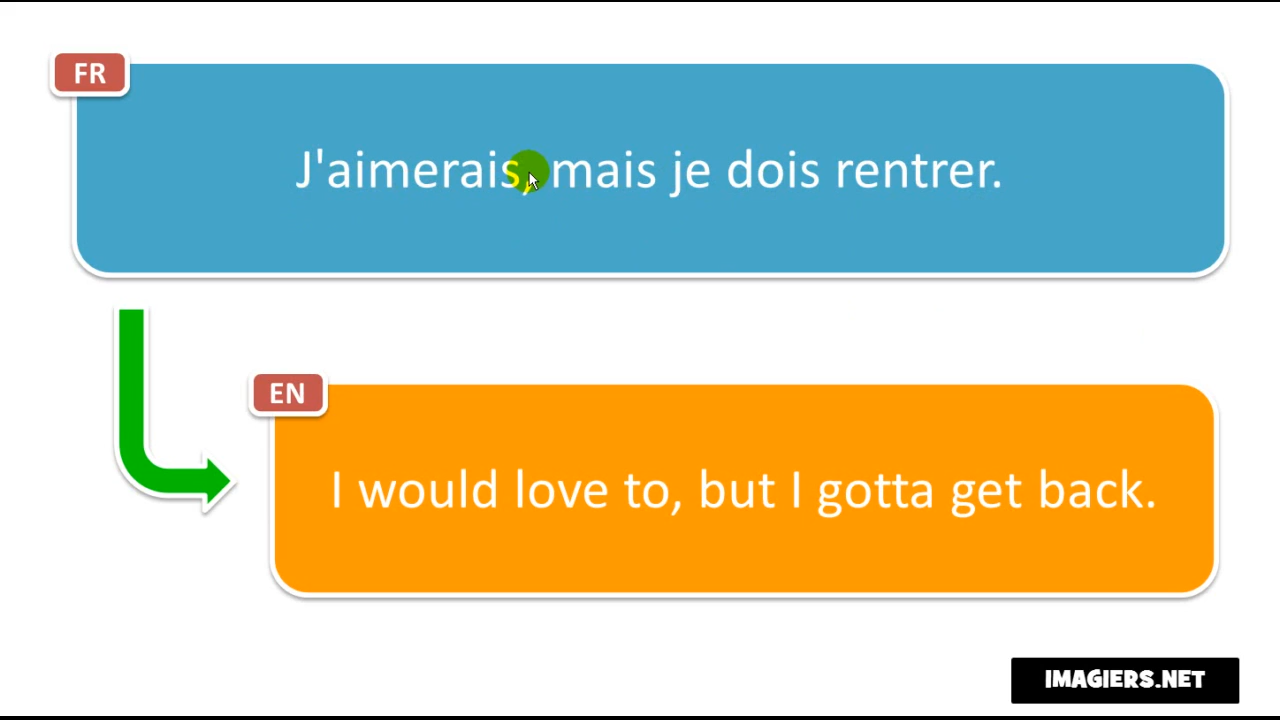 FR
J'aimerais, mais je dois rentrer.
EN
I would love to, but I gotta get back.
IMAGIERS.NET